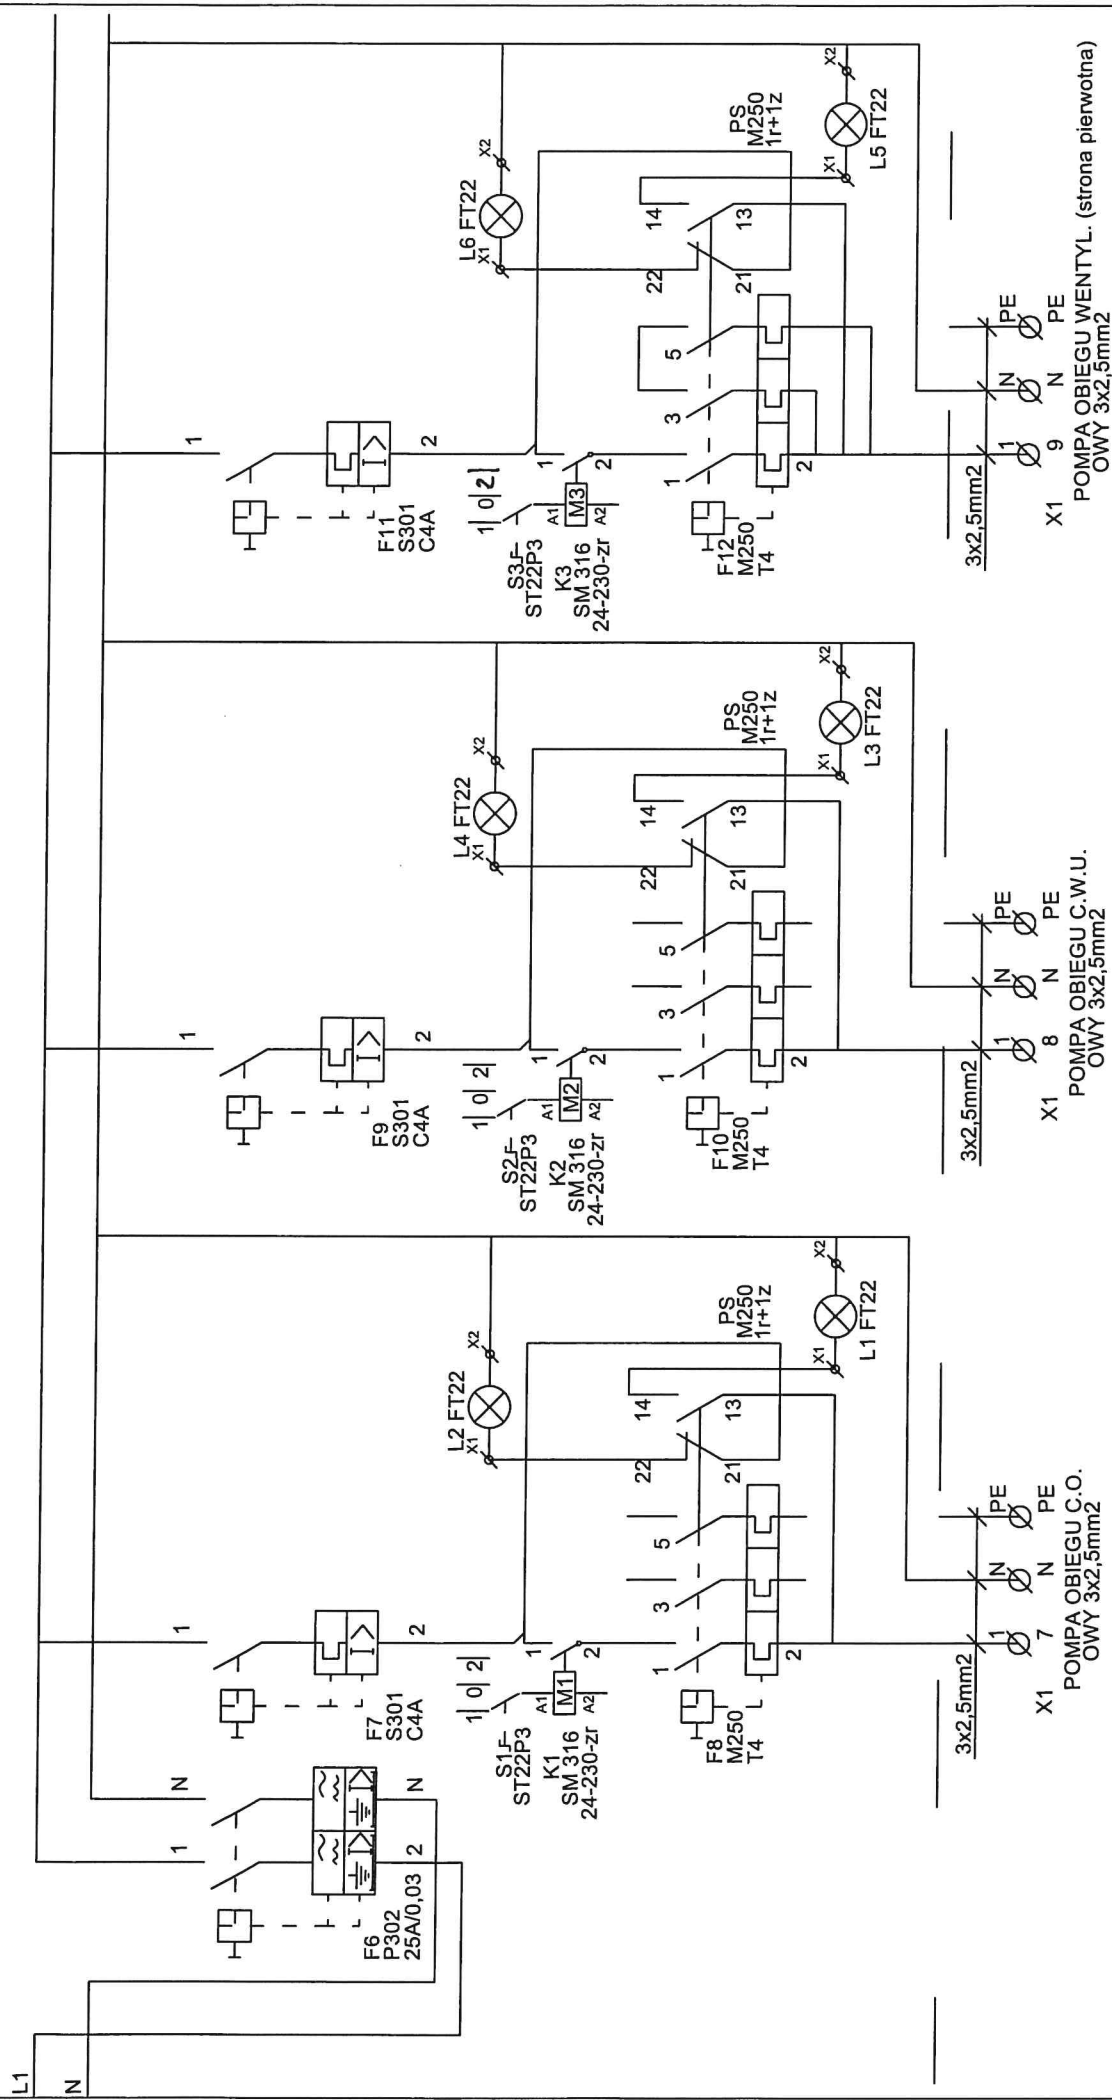 L1
N
1
N
F6
P302
25A/0,03
2
N
1
F7
S301
C4A
2
1| 0| 2|
S1
ST22P3
K1
SM 316
24-230-zr
A1
M1
A2
1
2
L2 FT22
X1
X2
F8
M250
T4
1
3
5
2
22
14
21
13
PS
M250
1r+1z
X1
X2
L1 FT22
3x2,5mm2
1
N
PE
X1
7
N
PE
POMPA OBIEGU C.O.
OWY 3x2,5mm2
1
F9
S301
C4A
2
1| 0| 2|
S2
ST22P3
K2
SM 316
24-230-zr
A1
M2
A2
1
2
L4 FT22
X1
X2
F10
M250
T4
1
3
5
2
22
14
21
13
PS
M250
1r+1z
X1
X2
L3 FT22
3x2,5mm2
1
N
PE
X1
8
N
PE
POMPA OBIEGU C.W.U.
OWY 3x2,5mm2
1
F11
S301
C4A
2
1| 0| 2|
S3
ST22P3
K3
SM 316
24-230-zr
A1
M3
A2
1
2
L6 FT22
X1
X2
F12
M250
T4
1
3
5
2
22
14
21
13
PS
M250
1r+1z
X1
X2
L5 FT22
3x2,5mm2
1
N
PE
X1
9
N
PE
POMPA OBIEGU WENTYL. (strona pierwotna)
OWY 3x2,5mm2